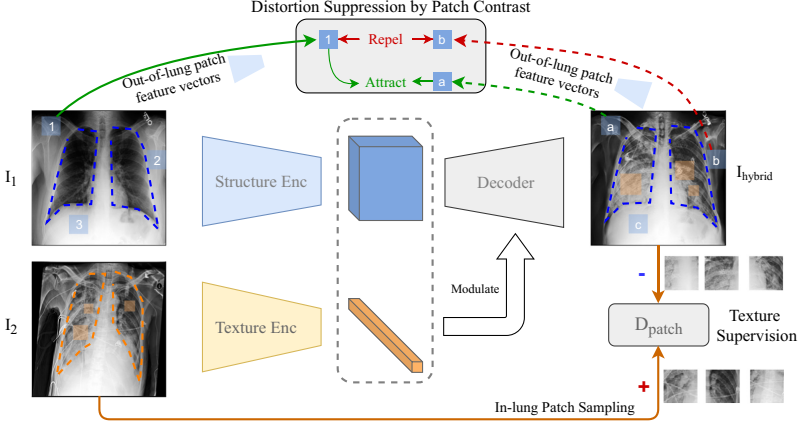 Distortion Suppression by Patch Contrast
1 Repel b
Attract a
Out-of-lung patch
feature vectors
Out-of-lung patch
feature vectors
1
2
3
I1
Structure Enc
Decoder
a
b
c
Ihybrid
I2
Texture Enc
Modulate
-
Dpatch
Texture
Supervision
+
In-lung Patch Sampling